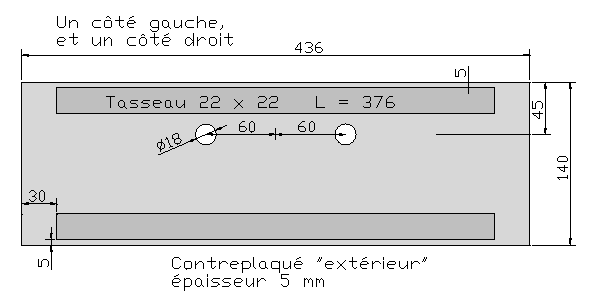 Un côté gauche,
et un côté droit
436
5
Tasseau 22 x 22 L = 376
45
ø18
60
60
140
30
5
Contreplaqué "extérieur"
épaisseur 5 mm